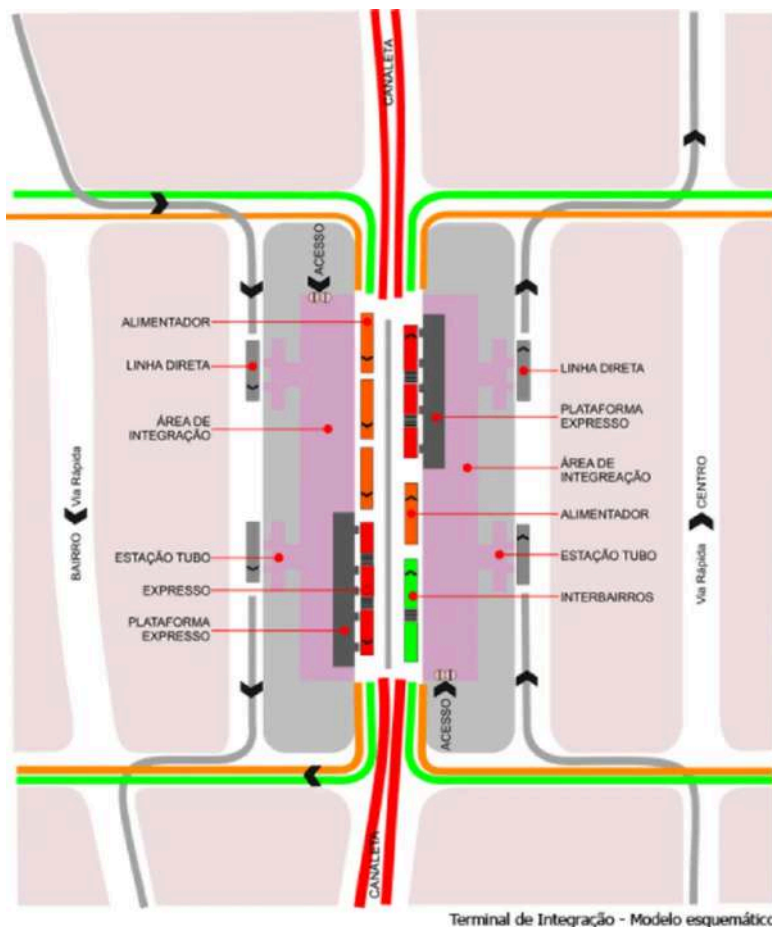 CANALETA
ACESSO
ALIMENTADOR
LINHA DIRETA
ÁREA DE
INTEGRAÇÃO
BAIRRO
Via Rápida
ESTAÇÃO TUBO
EXPRESSO
PLATAFORMA
EXPRESSO
LINHA DIRETA
PLATAFORMA
EXPRESSO
ÁREA DE
INTEGREAÇÃO
ALIMENTADOR
CENTRO
Via Rápida
ESTAÇÃO TUBO
INTERBAIRROS
ACESSO
CANALETA
Terminal de Integração - Modelo esquemático